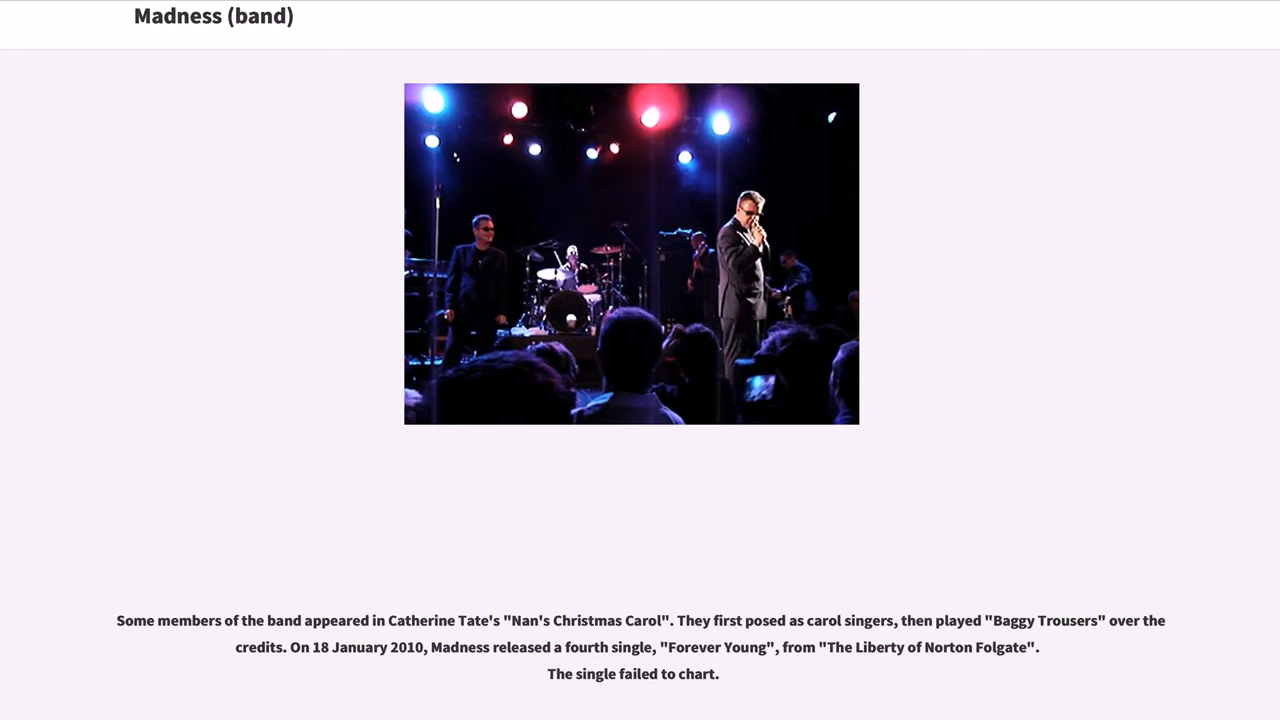 Madness (band)
Some members of the band appeared in Catherine Tate's "Nan's Christmas Carol". They first posed as carol singers, then played "Baggy Trousers" over the
credits. On 18 January 2010, Madness released a fourth single, "Forever Young", from "The Liberty of Norton Folgate".
The single failed to chart.